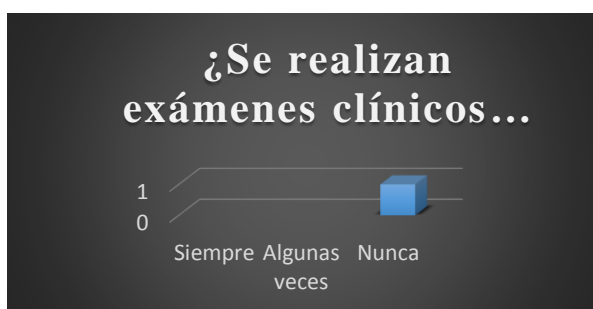 ¿Se realizan
exámenes clínicos…
1
0
Siempre Algunas veces Nunca